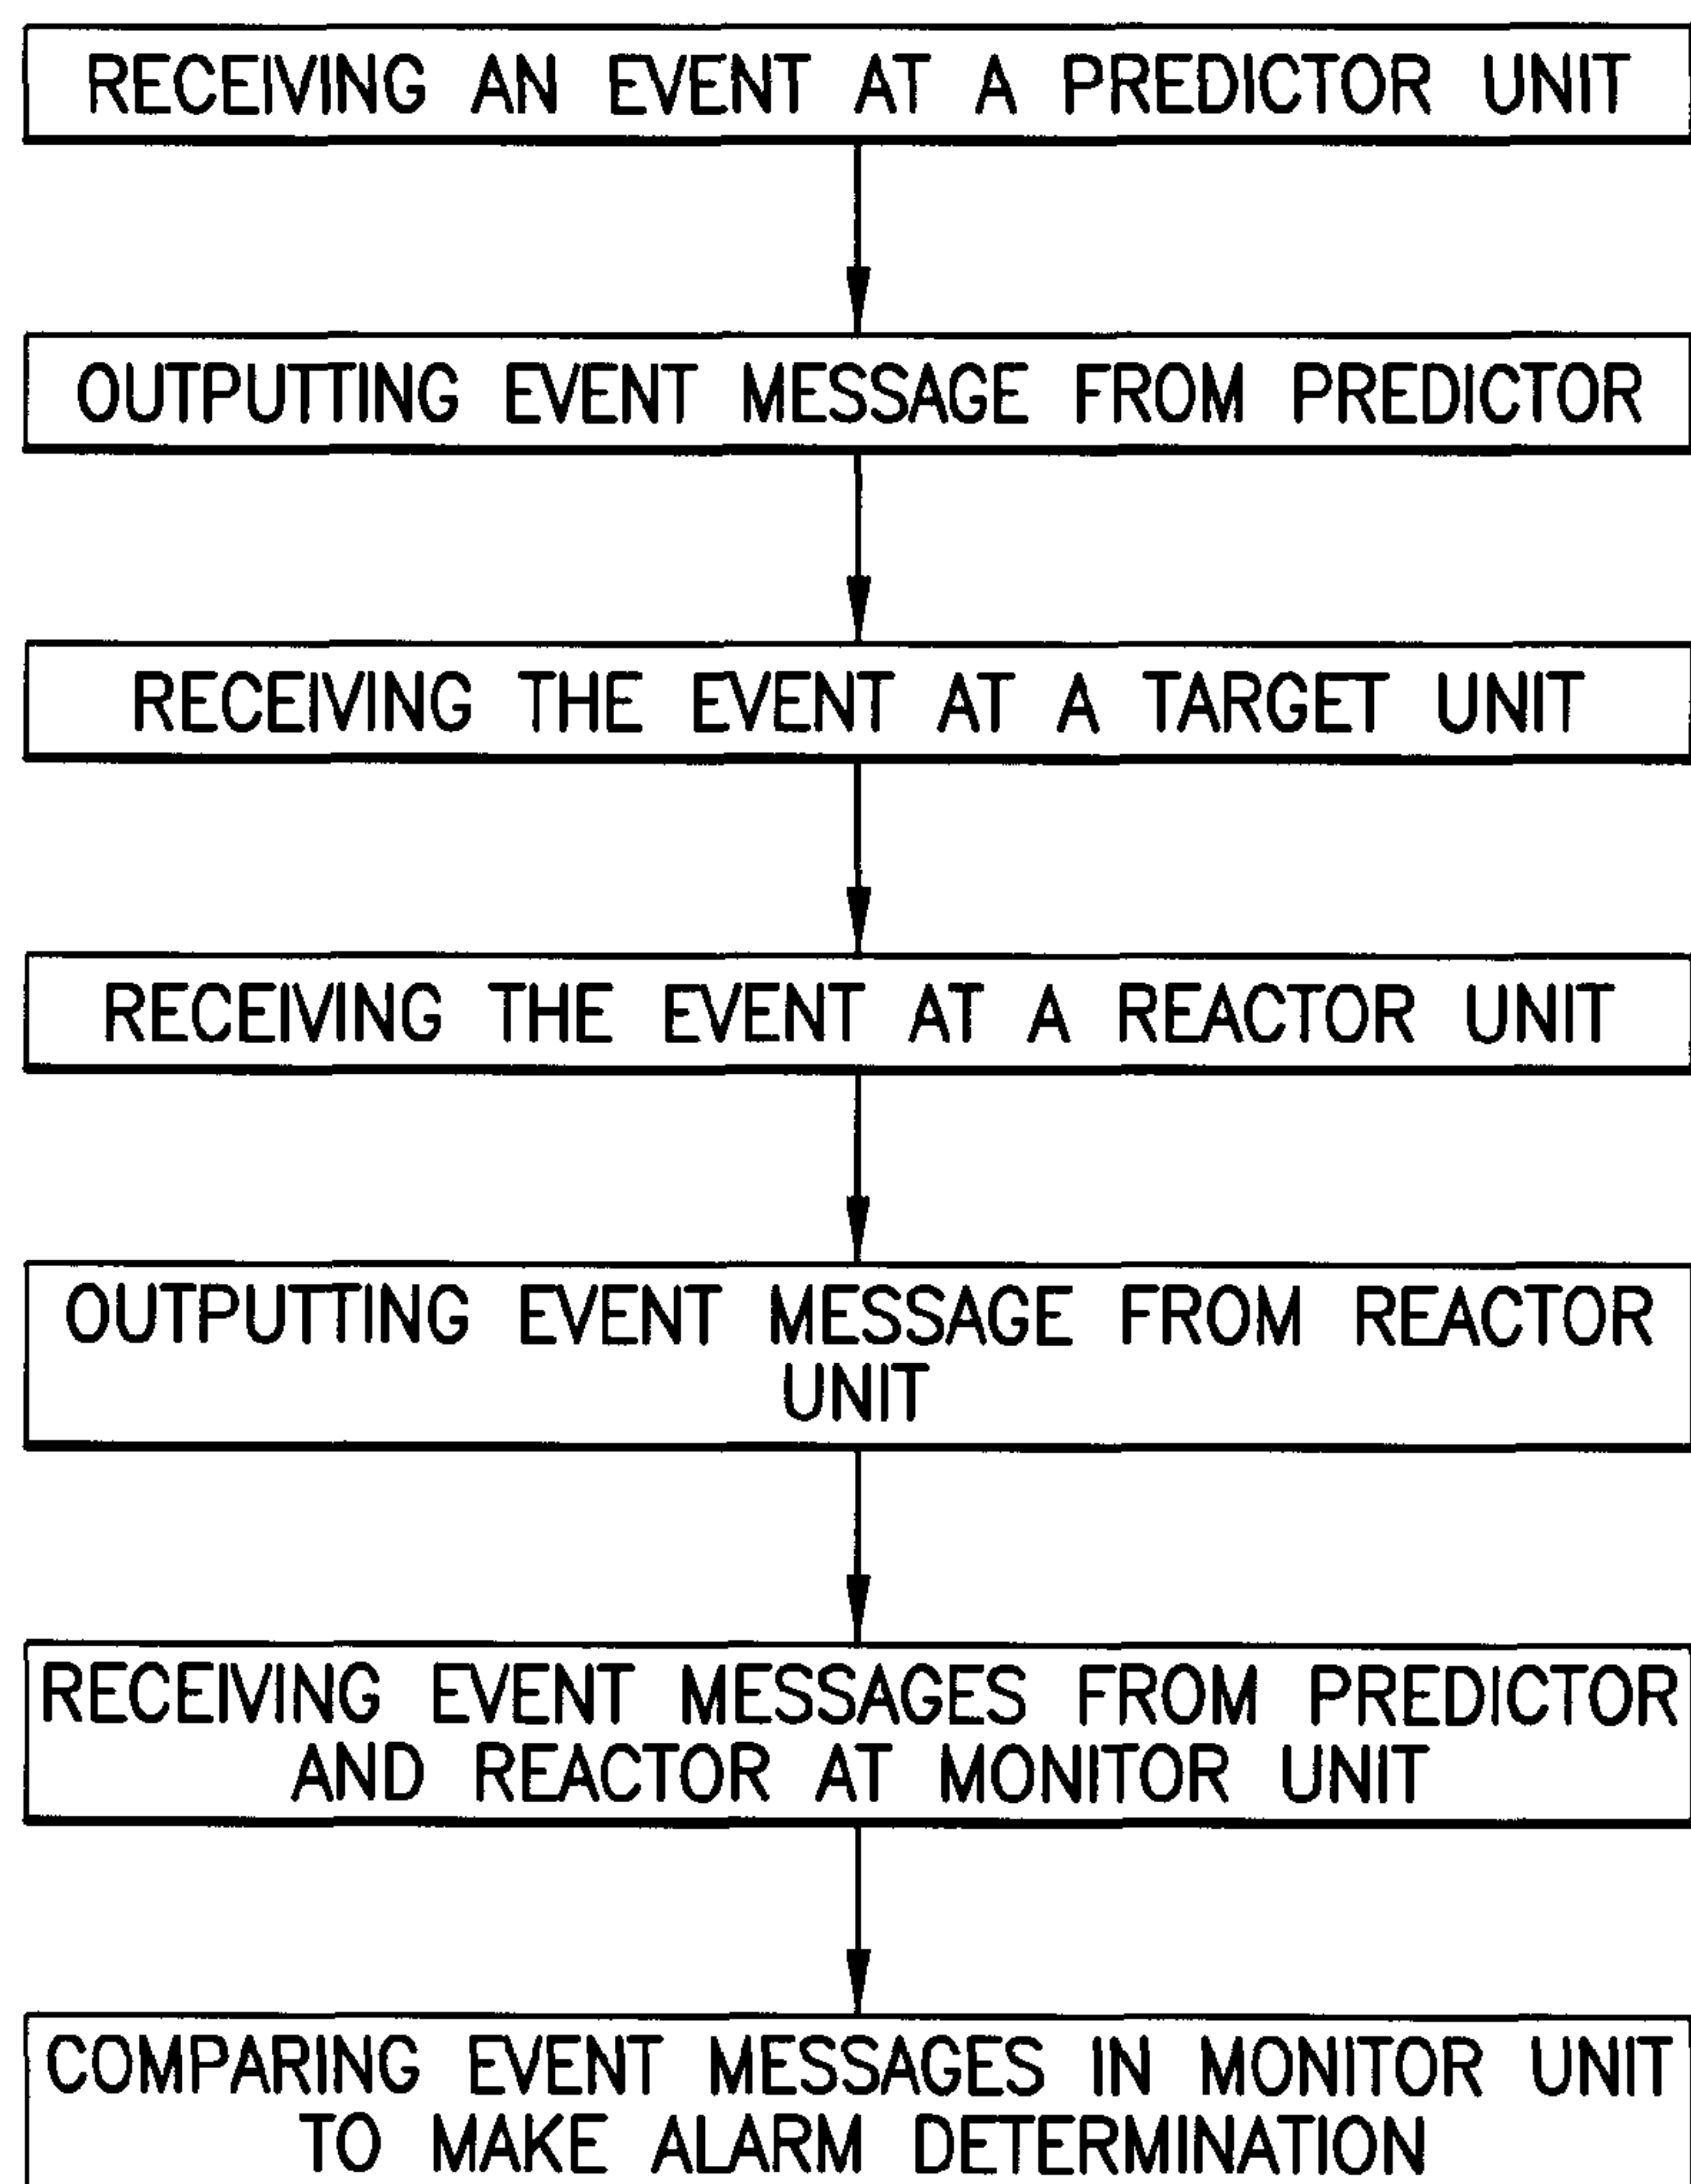 RECEIVING AN EVENT AT A PREDICTOR UNIT
OUTPUTTING EVENT MESSAGE FROM PREDICTOR
RECEIVING THE EVENT AT A TARGET UNIT
RECEIVING THE EVENT AT A REACTOR UNIT
OUTPUTTING EVENT MESSAGE FROM REACTOR
UNIT
RECEIVING EVENT MESSAGES FROM PREDICTOR
AND REACTOR AT MONITOR UNIT
COMPARING EVENT MESSAGES IN MONITOR UNIT
TO MAKE ALARM DETERMINATION